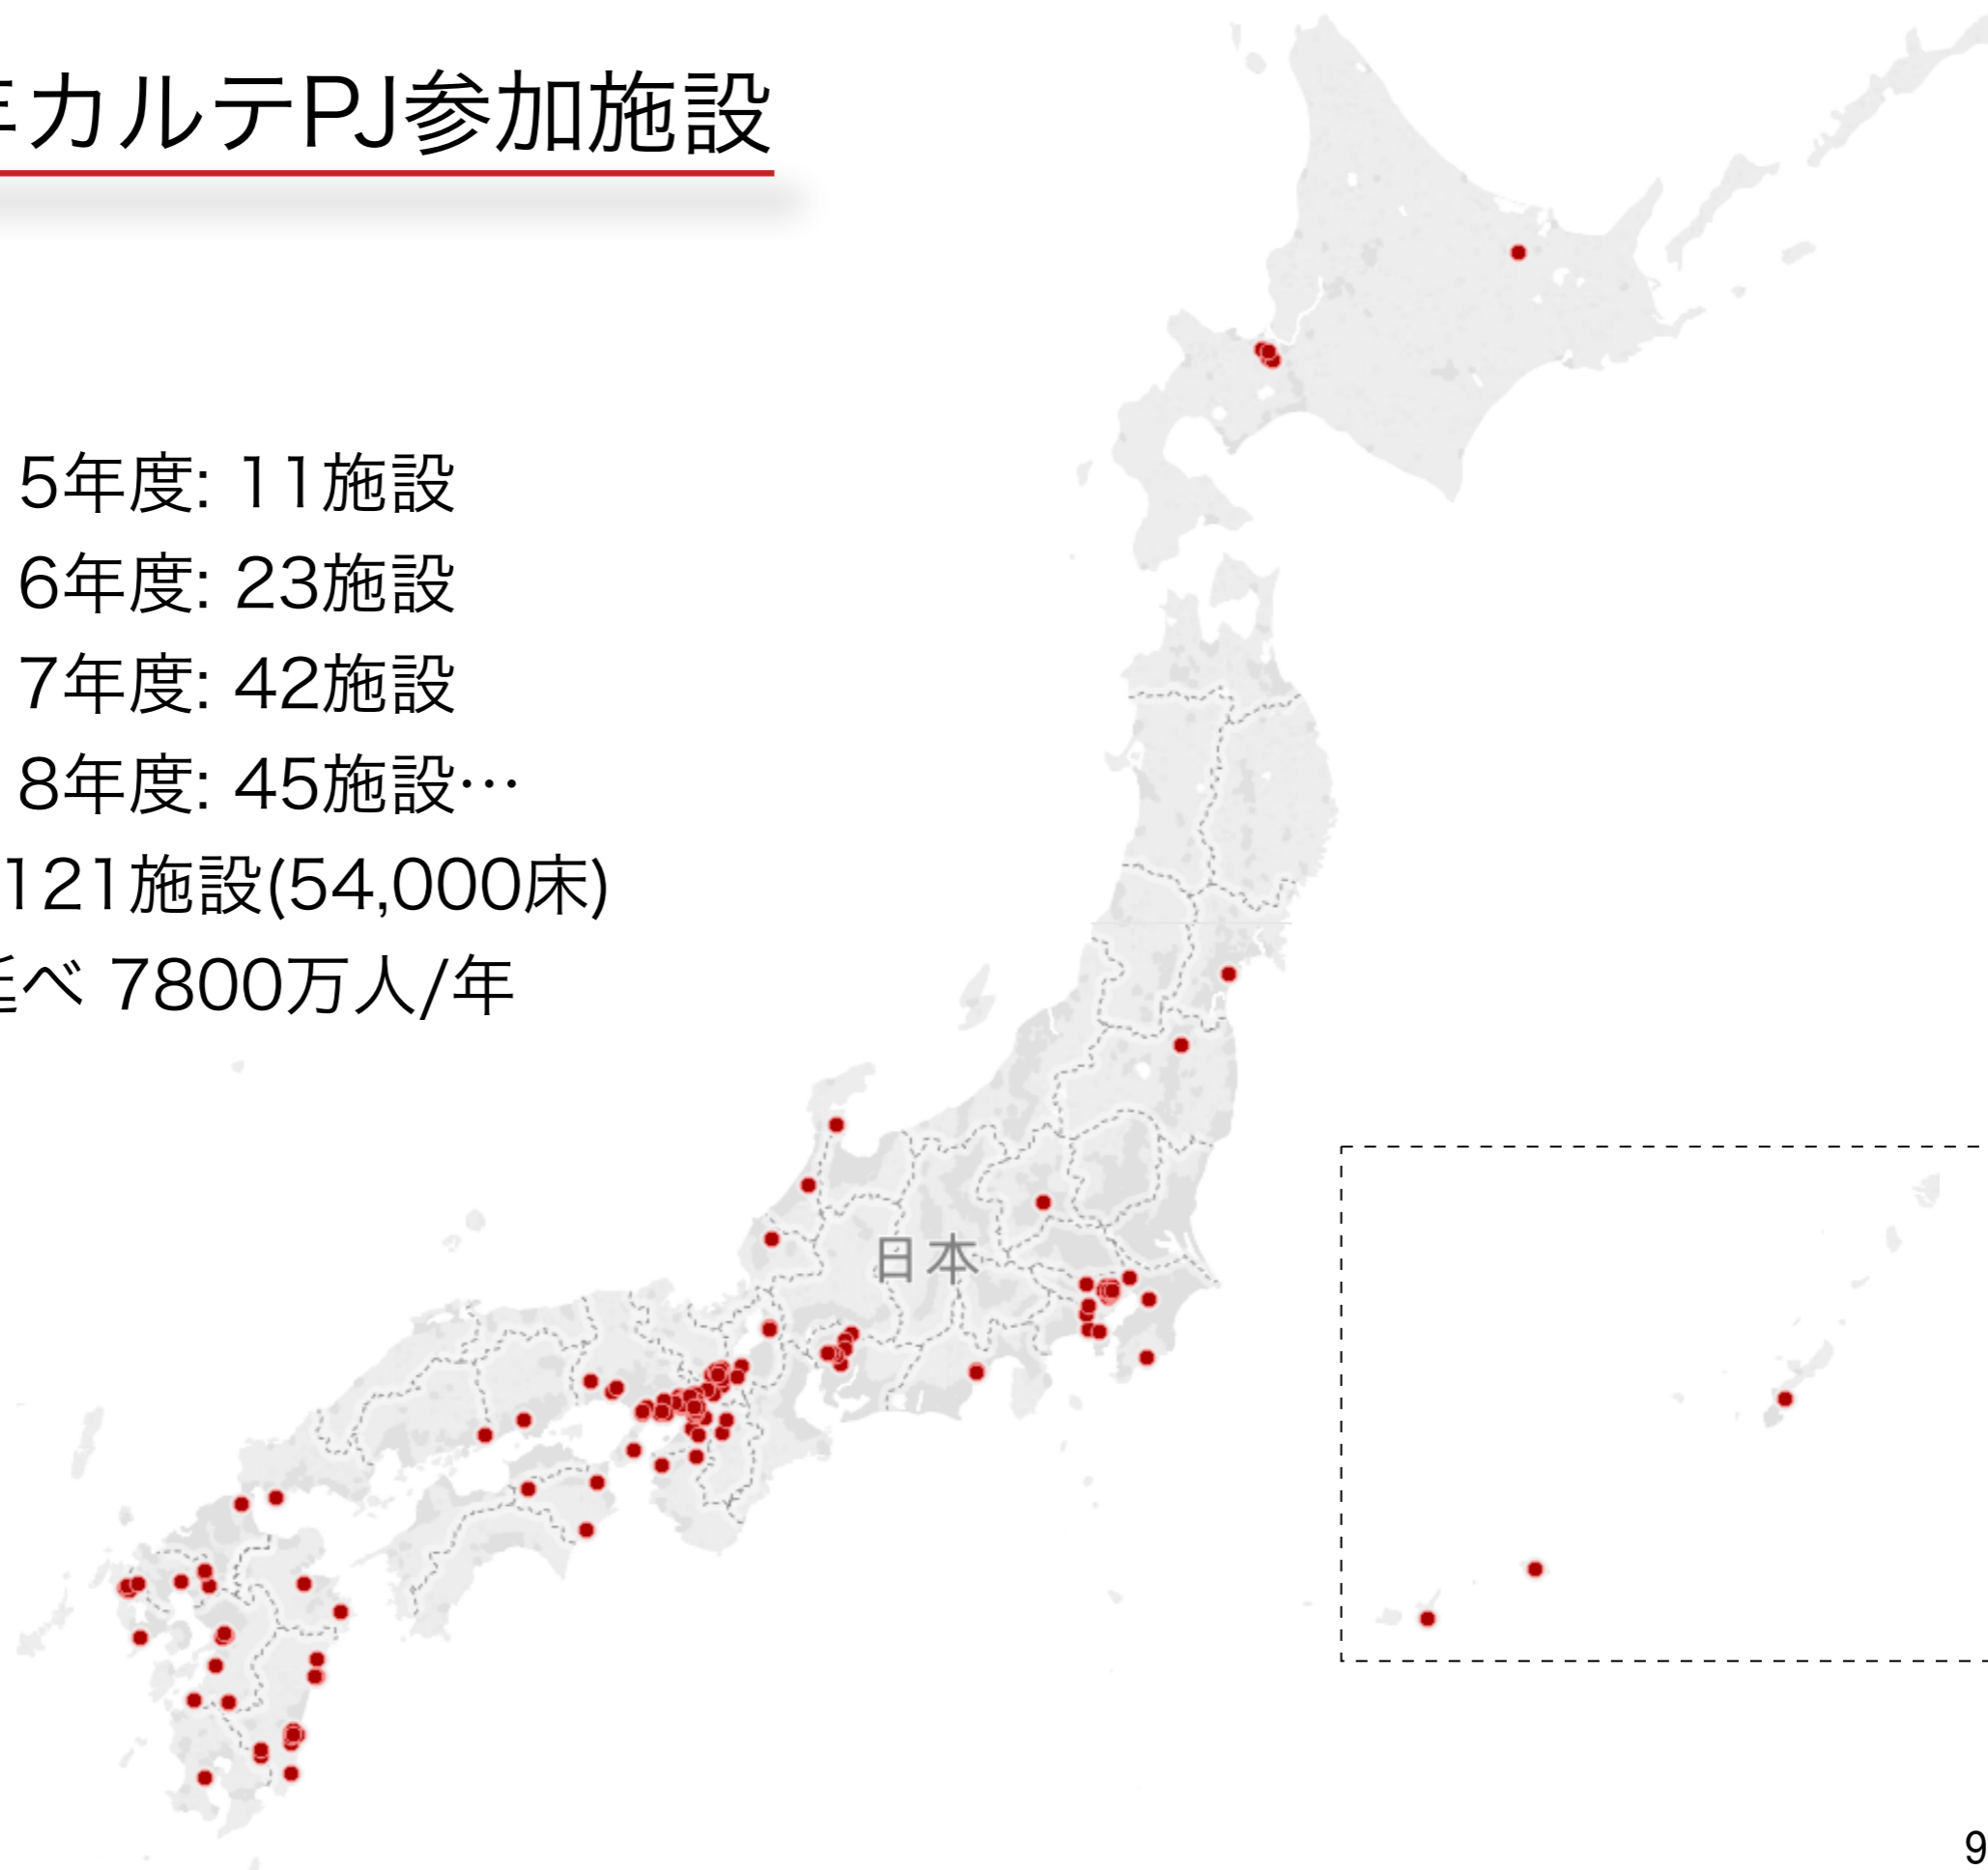 年カルテPJ参加施設
5年度: 11施設
6年度: 23施設
7年度: 42施設
8年度: 45施設…
121施設(54,000床)
べ 7800万人/年
日本
9